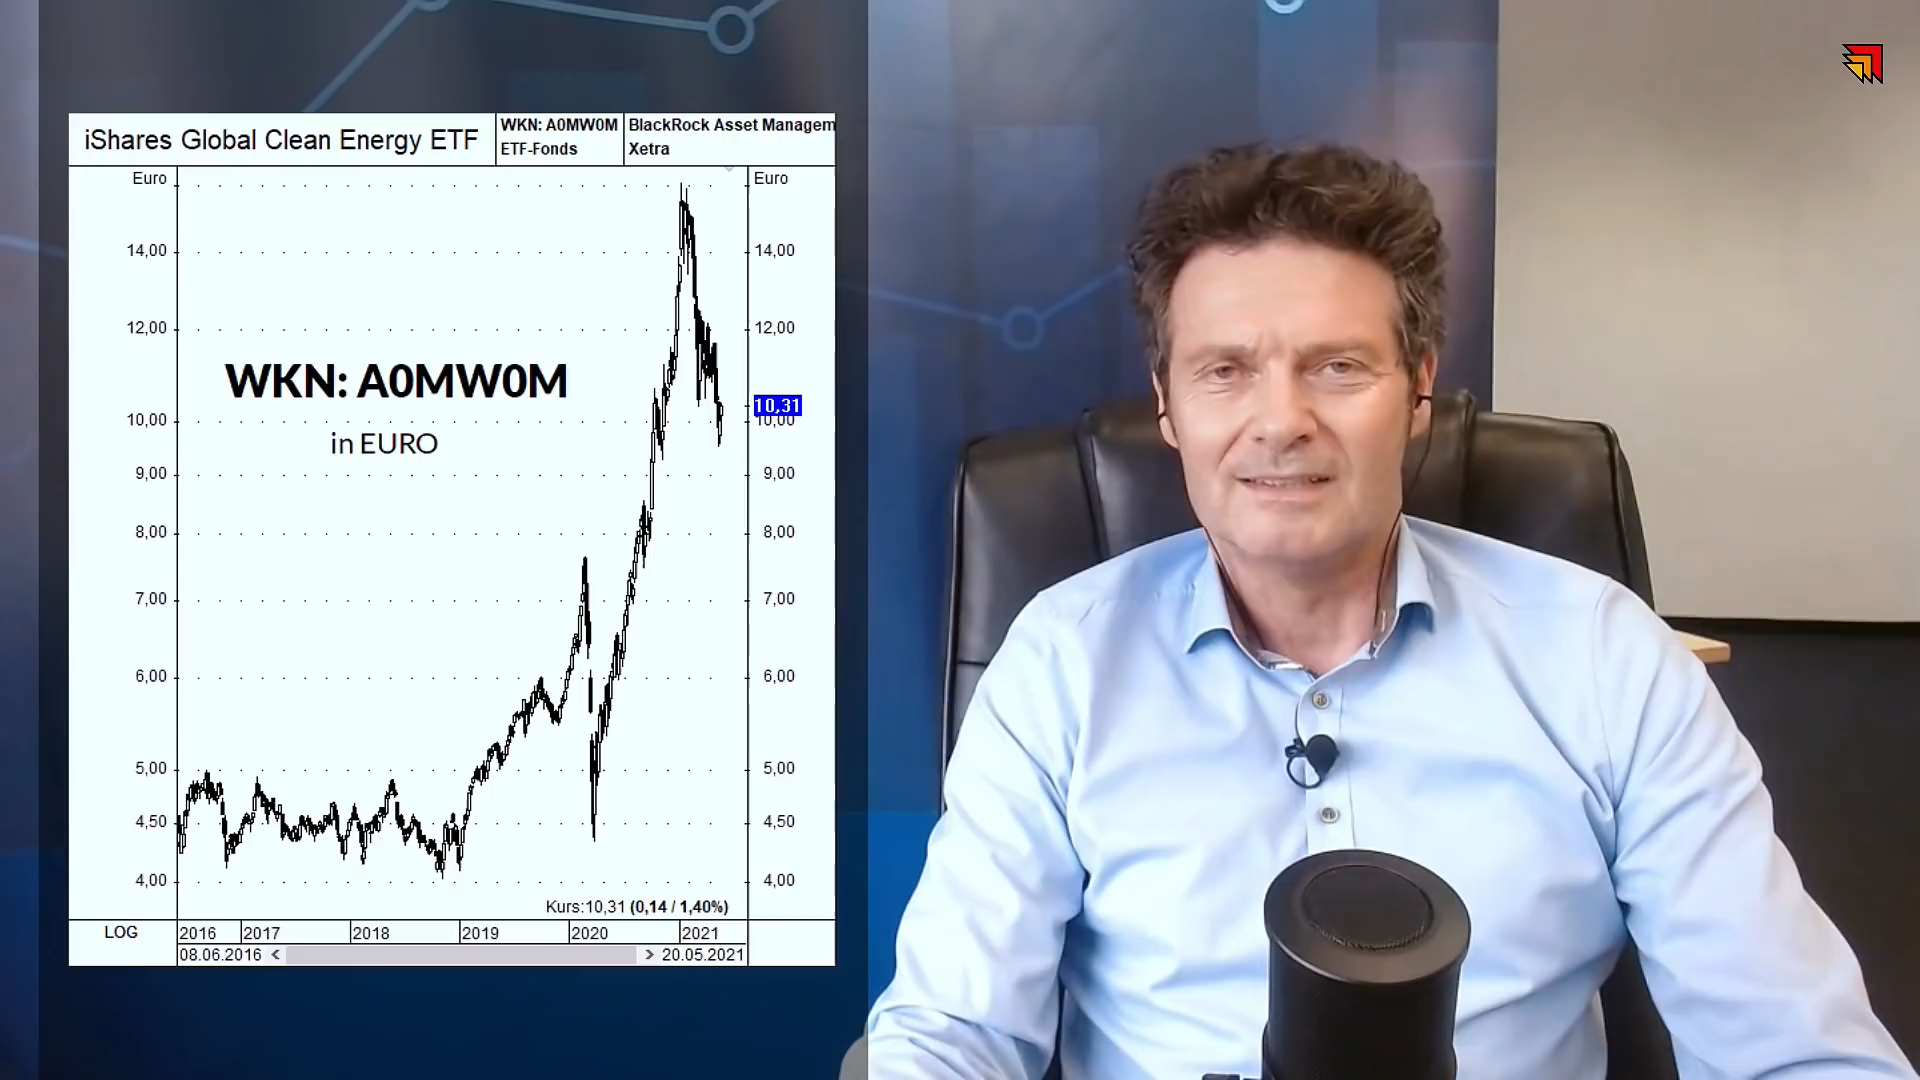 iShares Global Clean Energy ETF
WKN: A0MW0M
ETF-Fonds
BlackRock Asset Managem
Xetra
Euro
Euro
14,00
14,00
12,00
12,00
WKN: A0MW0M
10,31
10,00
10,00
in EURO
9,00
9,00
8,00
8,00
7,00
7,00
6,00
6,00
5,00
5,00
4,50
4,50
4,00
4,00
Kurs:10,31 (0,14 / 1,40%)
LOG
2016
2017
2018
2019
2020
2021
08.06.2016 <
> 20.05.2021